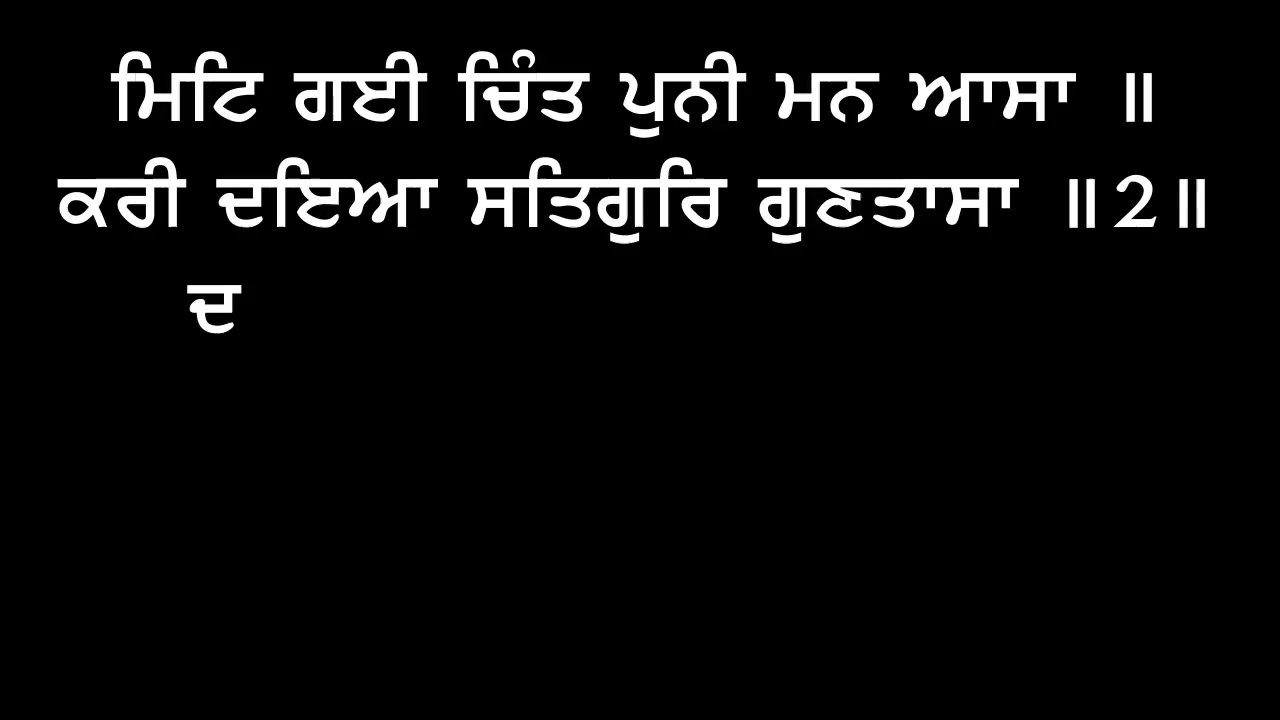 ਮਿਟਿ ਗਈ ਚਿੰਤ ਪੁਨੀ ਮਨ ਆਸਾ ॥
ਕਰੀ ਦਇਆ ਸਤਿਗੁਰਿ ਗੁਣਤਾਸਾ ॥2॥
ਦ